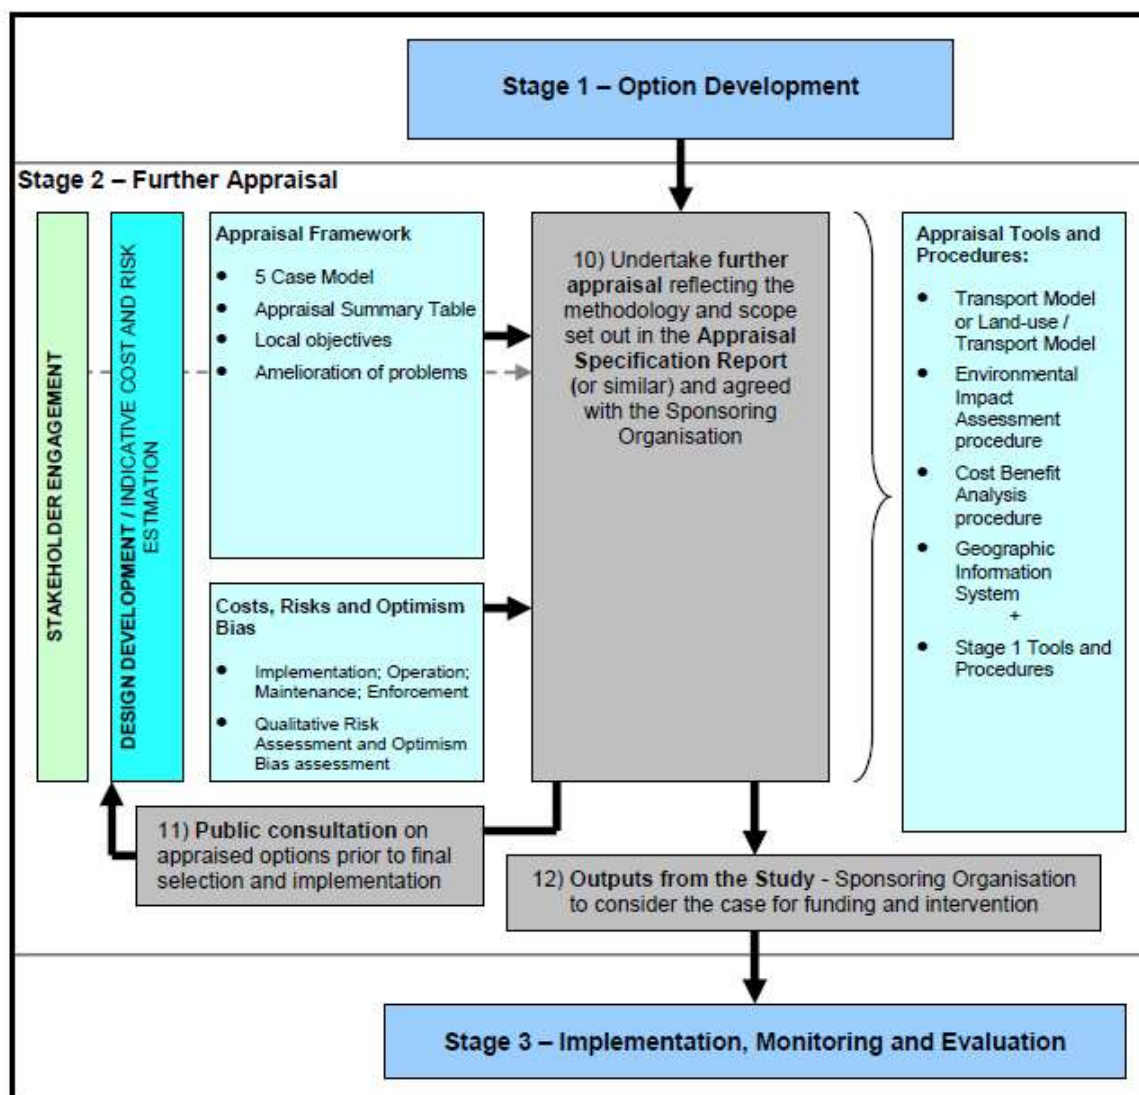 Stage 1 – Option Development
Stage 2 – Further Appraisal
STAKEHOLDER ENGAGEMENT
DESIGN DEVELOPMENT / INDICATIVE COST AND RISK
ESTMATION
Appraisal Framework
● 5 Case Model
● Appraisal Summary Table
● Local objectives
● Amelioration of problems
Costs, Risks and Optimism
Bias
● Implementation; Operation;
Maintenance; Enforcement
● Qualitative Risk
Assessment and Optimism
Bias assessment
10) Undertake further
appraisal reflecting the
methodology and scope
set out in the Appraisal
Specification Report
(or similar) and agreed
with the Sponsoring
Organisation
Appraisal Tools and
Procedures:
● Transport Model
or Land-use /
Transport Model
● Environmental
Impact
Assessment
procedure
● Cost Benefit
Analysis
procedure
● Geographic
Information
System
+
● Stage 1 Tools and
Procedures
11) Public consultation on
appraised options prior to final
selection and implementation
12) Outputs from the Study - Sponsoring Organisation
to consider the case for funding and intervention
Stage 3 – Implementation, Monitoring and Evaluation